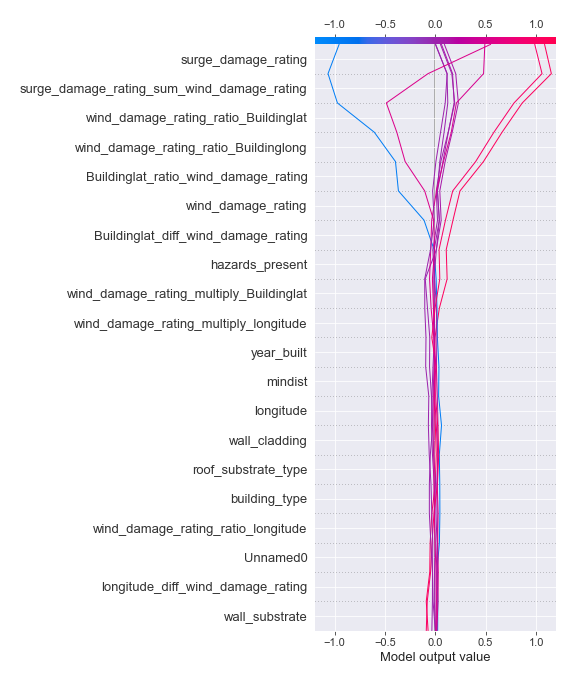 −1.0 −0.5 0.0 0.5 1.0
surge_damage_rating
surge_damage_rating_sum_wind_damage_rating
wind_damage_rating_ratio_Buildinglat
wind_damage_rating_ratio_Buildinglong
Buildinglat_ratio_wind_damage_rating
wind_damage_rating
Buildinglat_diff_wind_damage_rating
hazards_present
wind_damage_rating_multiply_Buildinglat
wind_damage_rating_multiply_longitude
year_built
mindist
longitude
wall_cladding
roof_substrate_type
building_type
wind_damage_rating_ratio_longitude
Unnamed0
longitude_diff_wind_damage_rating
wall_substrate
−1.0 −0.5 0.0 0.5 1.0
Model output value